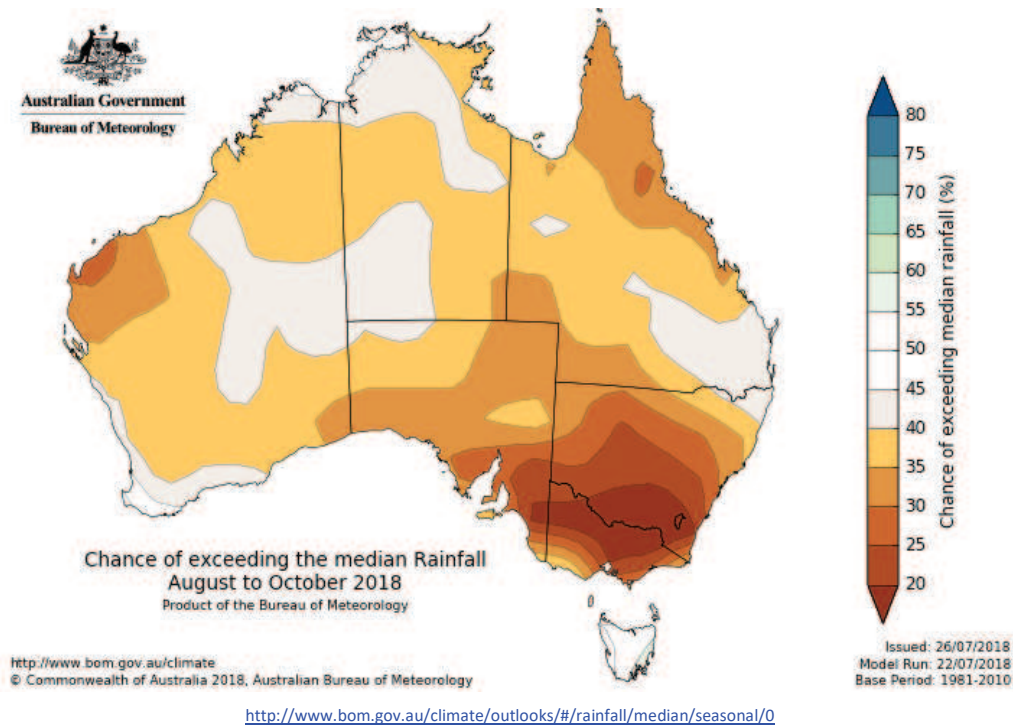 Australian Government
Bureau of Meteorology
80
75
70
65
60
55
50
45
40
35
30
25
20
Chance of exceeding median rainfall (%)
Chance of exceeding the median Rainfall
August to October 2018
Product of the Bureau of Meteorology
http://www.bom.gov.au/climate
© Commonwealth of Australia 2018, Australian Bureau of Meteorology
Issued: 26/07/2018
Model Run: 22/07/2018
Base Period: 1981-2010
http://www.bom.gov.au/climate/outlooks/#/rainfall/median/seasonal/0